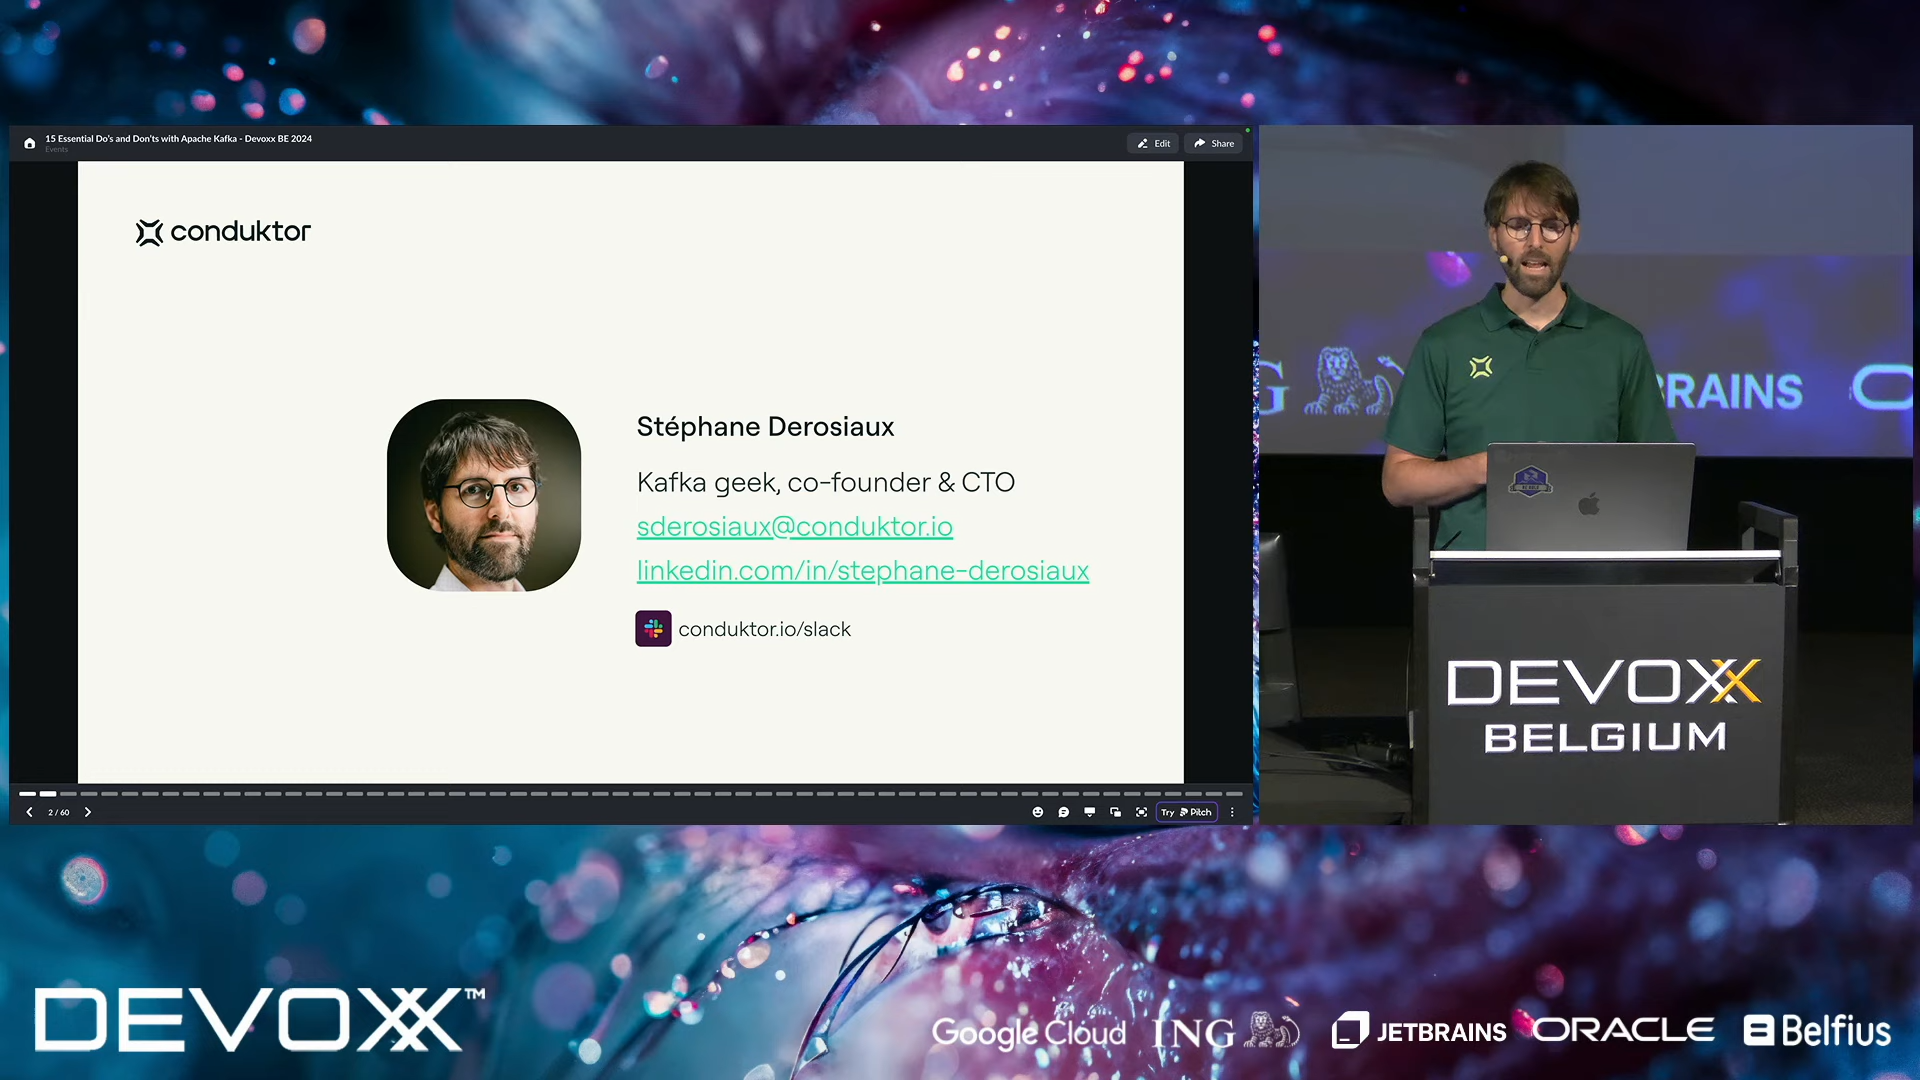 15 Essential Do's and Don'ts with Apache Kafka - Devoxx BE 2024
Events
Edit
Share
conduktor
Stéphane Derosiaux
Kafka geek, co-founder & CTO
sderosiaux@conduktor.io
linkedin.com/in/stephane-derosiaux
conduktor.io/slack
2 / 60
Try Pitch
G
BRAINS
DEVOXX
BELGIUM
DEVOXX™
Google Cloud
ING
JETBRAINS
ORACLE
Belfius